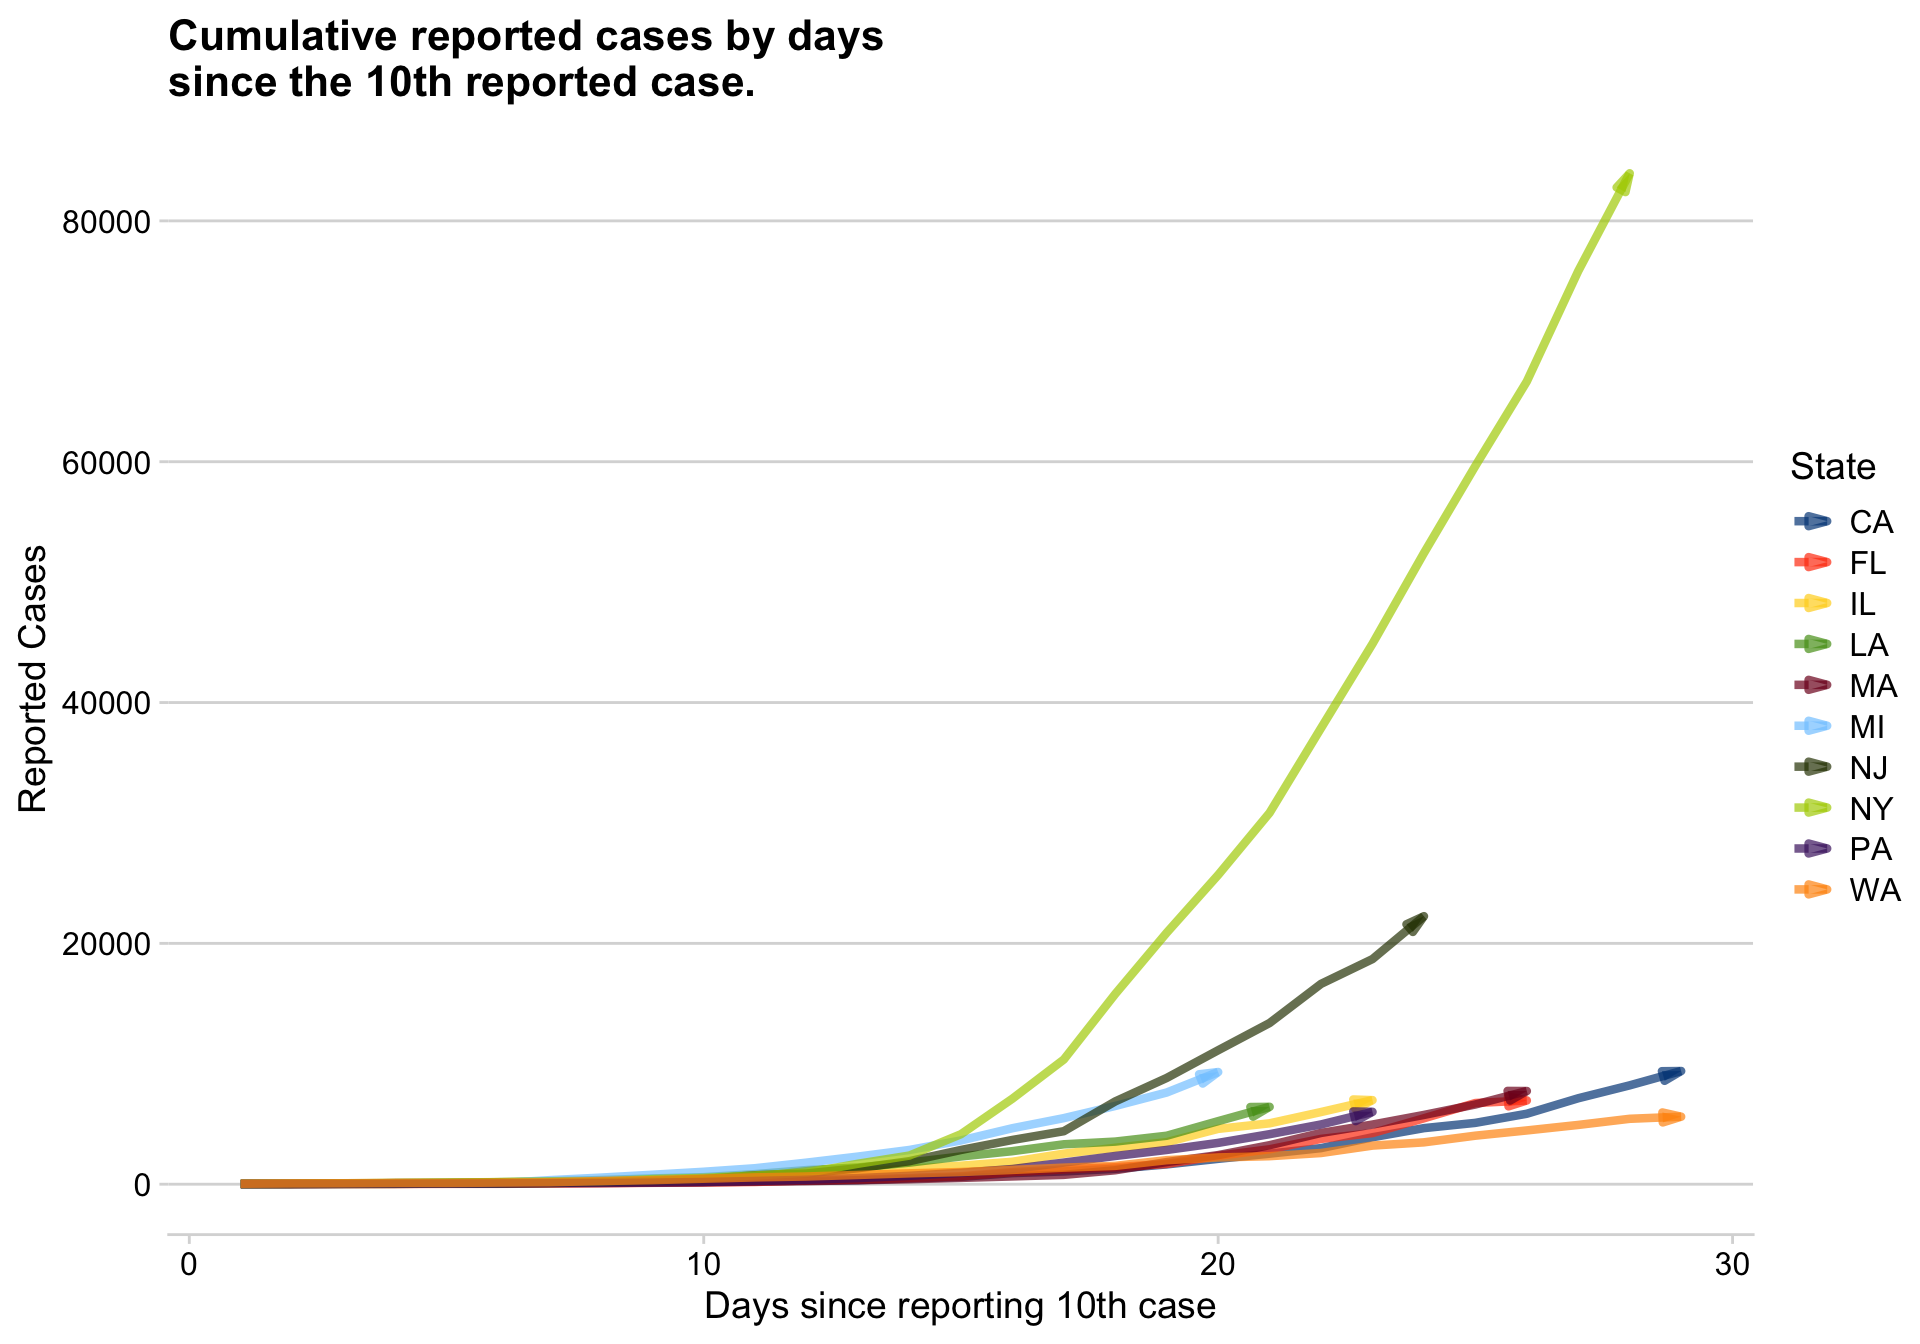 Cumulative reported cases by days
since the 10th reported case.
80000
60000
40000
20000
0
Reported Cases
0 10 20 30
Days since reporting 10th case
State
CA
FL
IL
LA
MA
MI
NJ
NY
PA
WA